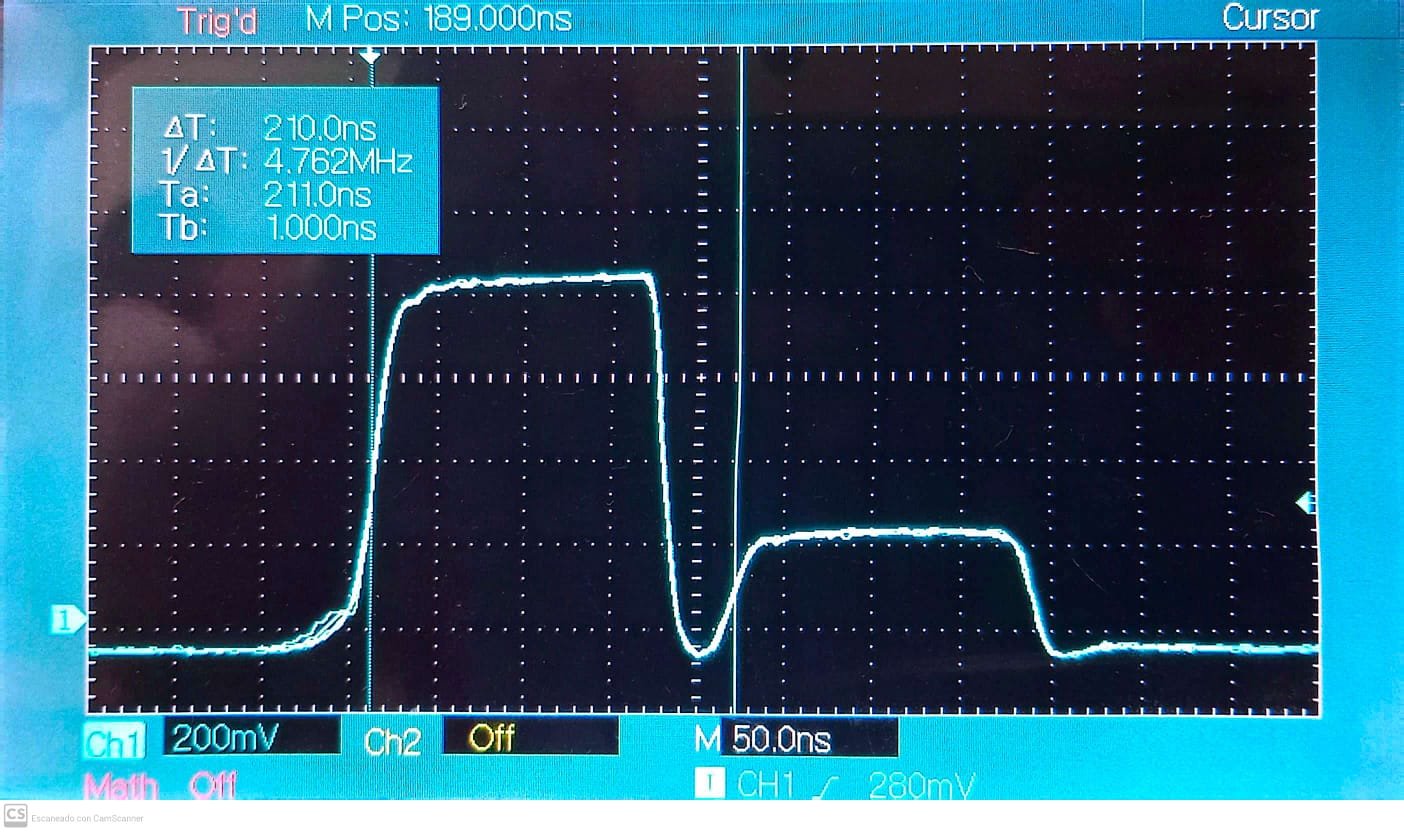 Trig'd M Pos: 189.000ns Cursor
ΔT: 210.0ns
1/ΔT: 4.762MHz
Ta: 211.0ns
Tb: 1.000ns
1
Ch1 200mV Ch2 Off M 50.0ns
Math Off T CH1 280mV
CS Escaneado con CamScanner